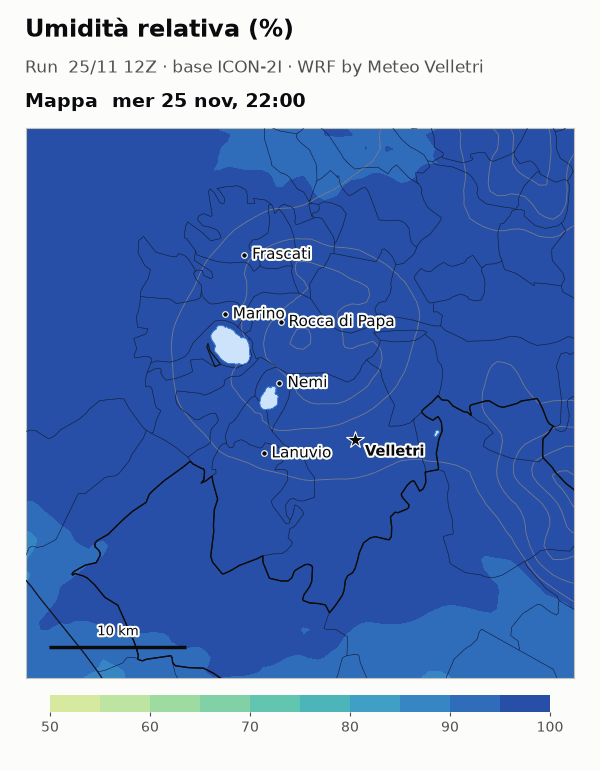 Umidità relativa (%)
Run  25/11 12Z · base ICON-2I · WRF by Meteo Velletri
Mappa  mer 25 nov, 22:00
Frascati
Marino
Rocca di Papa
Nemi
Velletri
Lanuvio
10 km
50 60 70 80 90 100